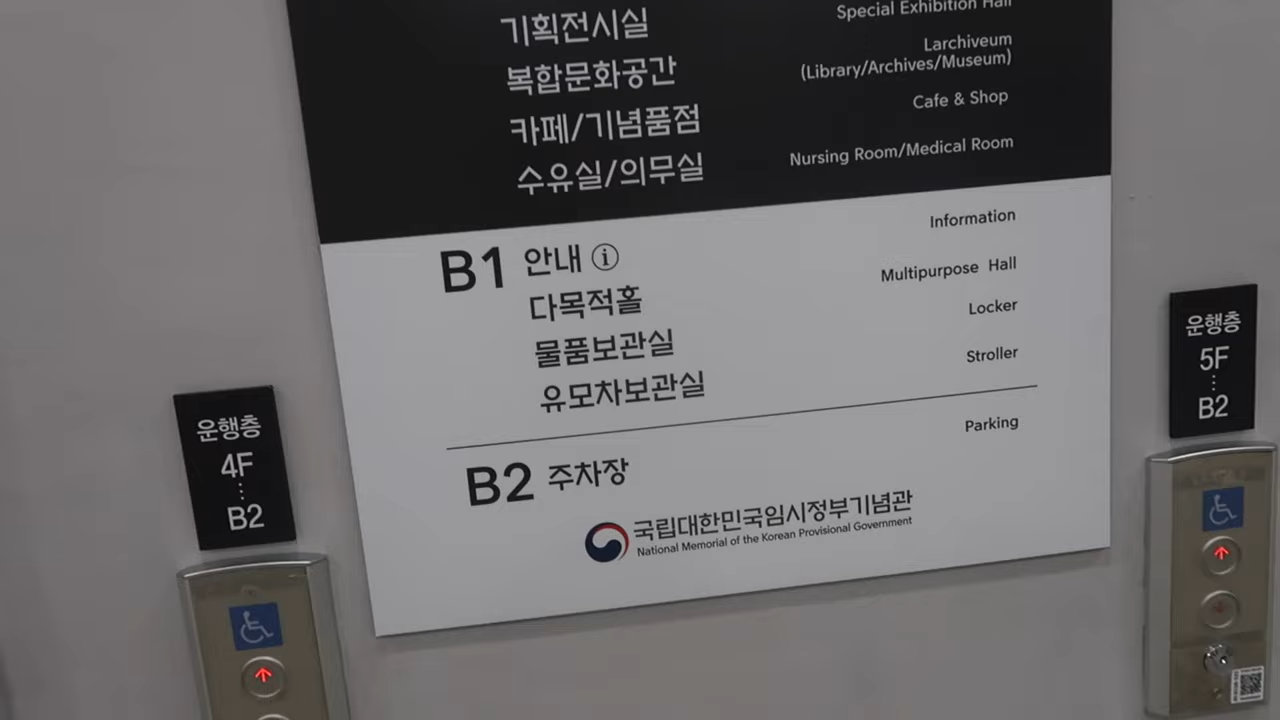 기획전시실 Special Exhibition Hall
복합문화공간 Larchiveum
(Library/Archives/Museum)
카페/기념품점 Cafe & Shop
수유실/의무실 Nursing Room/Medical Room
B1 안내 i Information
다목적홀 Multipurpose Hall
물품보관실 Locker
유모차보관실 Stroller
B2 주차장 Parking
국립대한민국임시정부기념관
National Memorial of the Korean Provisional Government
운행층
4F
B2
운행층
5F
B2